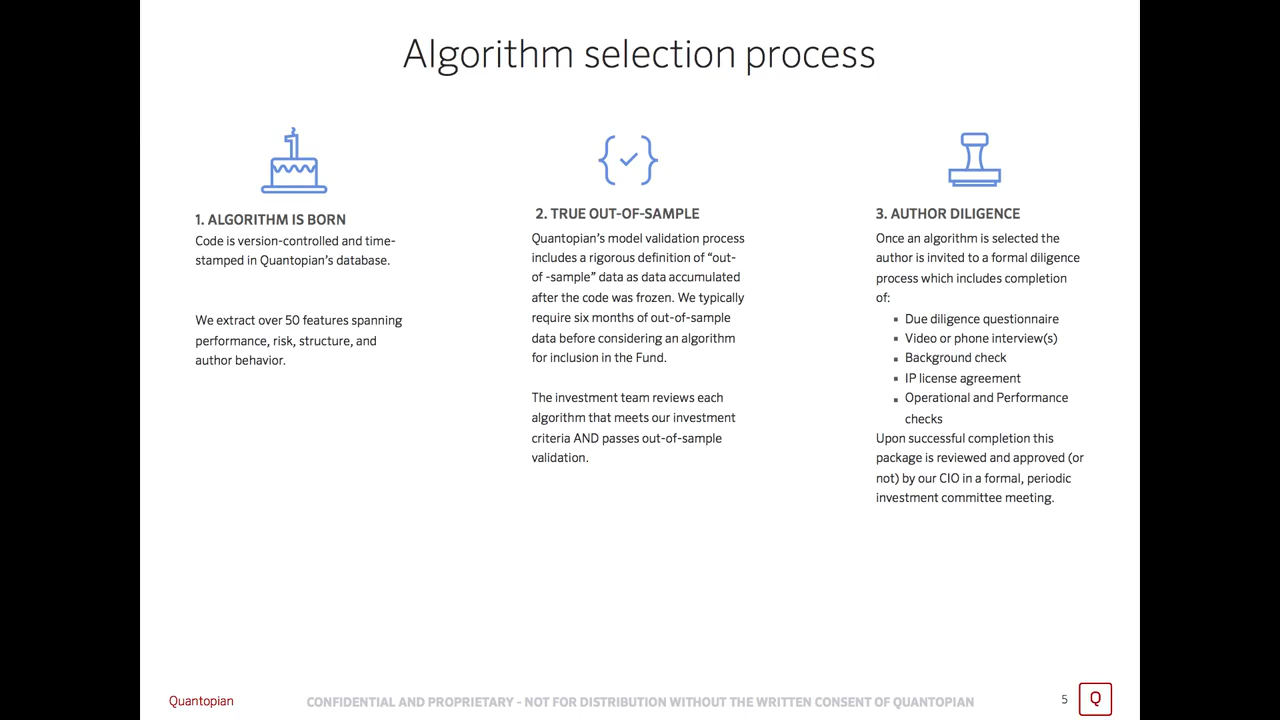 Algorithm selection process
1
1. ALGORITHM IS BORN
Code is version-controlled and time-
stamped in Quantopian's database.
We extract over 50 features spanning
performance, risk, structure, and
author behavior.
2. TRUE OUT-OF-SAMPLE
Quantopian's model validation process
includes a rigorous definition of “out-
of -sample” data as data accumulated
after the code was frozen. We typically
require six months of out-of-sample
data before considering an algorithm
for inclusion in the Fund.
The investment team reviews each
algorithm that meets our investment
criteria AND passes out-of-sample
validation.
3. AUTHOR DILIGENCE
Once an algorithm is selected the
author is invited to a formal diligence
process which includes completion
of:
▪ Due diligence questionnaire
▪ Video or phone interview(s)
▪ Background check
▪ IP license agreement
▪ Operational and Performance
checks
Upon successful completion this
package is reviewed and approved (or
not) by our CIO in a formal, periodic
investment committee meeting.
Quantopian
CONFIDENTIAL AND PROPRIETARY - NOT FOR DISTRIBUTION WITHOUT THE WRITTEN CONSENT OF QUANTOPIAN
5
Q